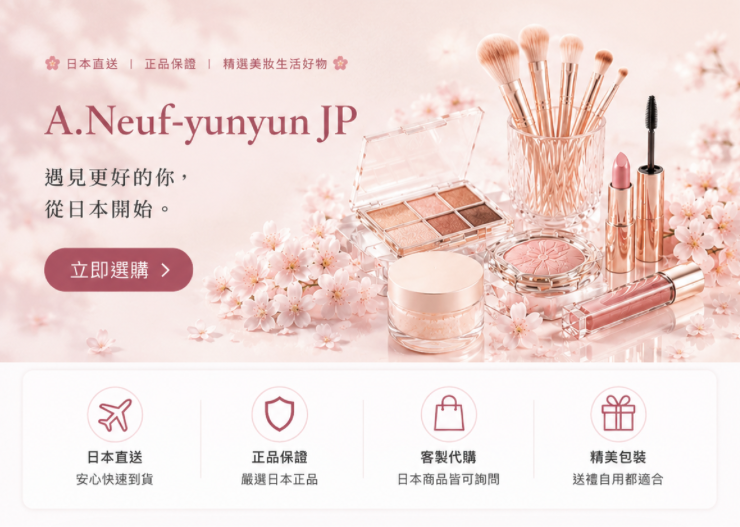 日本直送 | 正品保證 | 精選美妝生活好物
A.Neuf-yunyun JP
遇見更好的你，
從日本開始。
立即選購 >
日本直送
安心快速到貨
正品保證
嚴選日本正品
客製代購
日本商品皆可詢問
精美包裝
送禮自用都適合